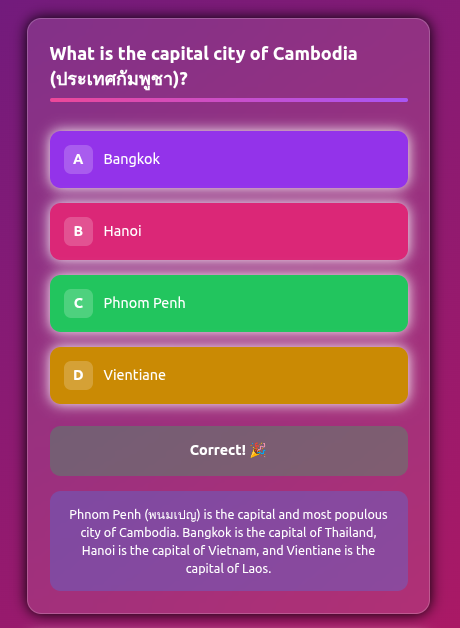 What is the capital city of Cambodia
(ประเทศกัมพูชา)?
A Bangkok
B Hanoi
C Phnom Penh
D Vientiane
Correct! 🎉
Phnom Penh (พนมเปญ) is the capital and most populous
city of Cambodia. Bangkok is the capital of Thailand,
Hanoi is the capital of Vietnam, and Vientiane is the
capital of Laos.